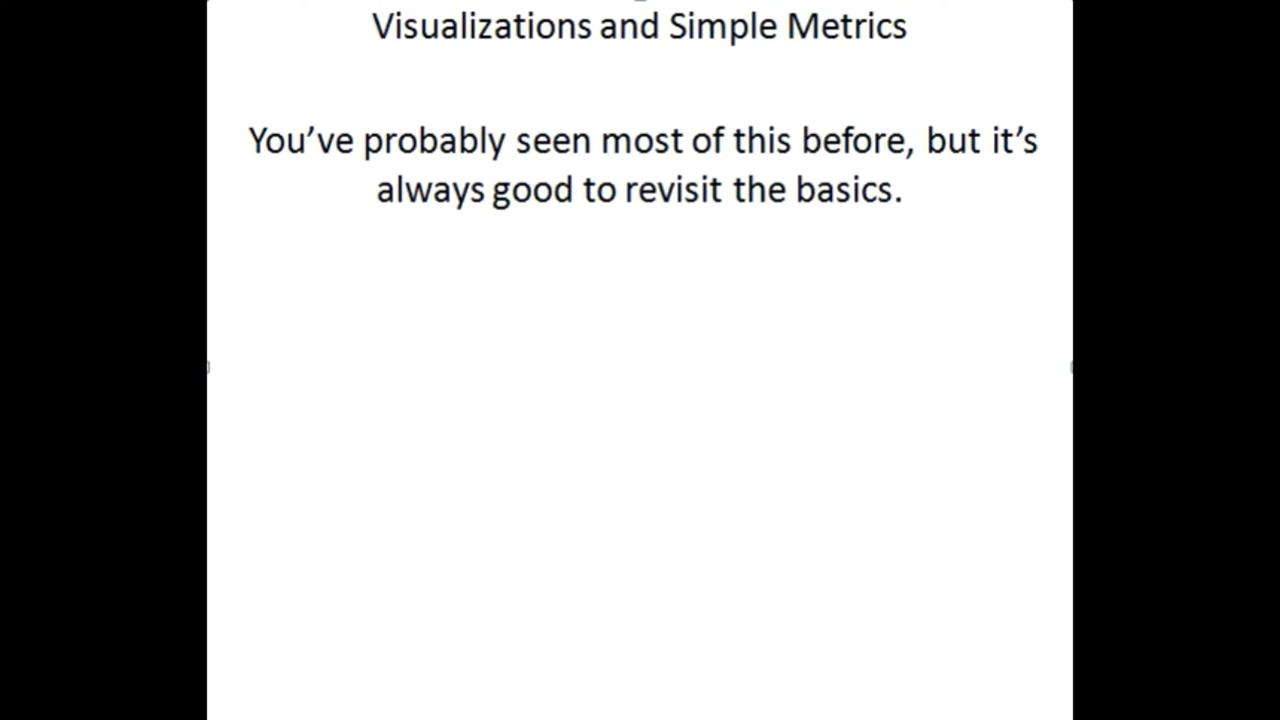 Visualizations and Simple Metrics
You’ve probably seen most of this before, but it’s
always good to revisit the basics.